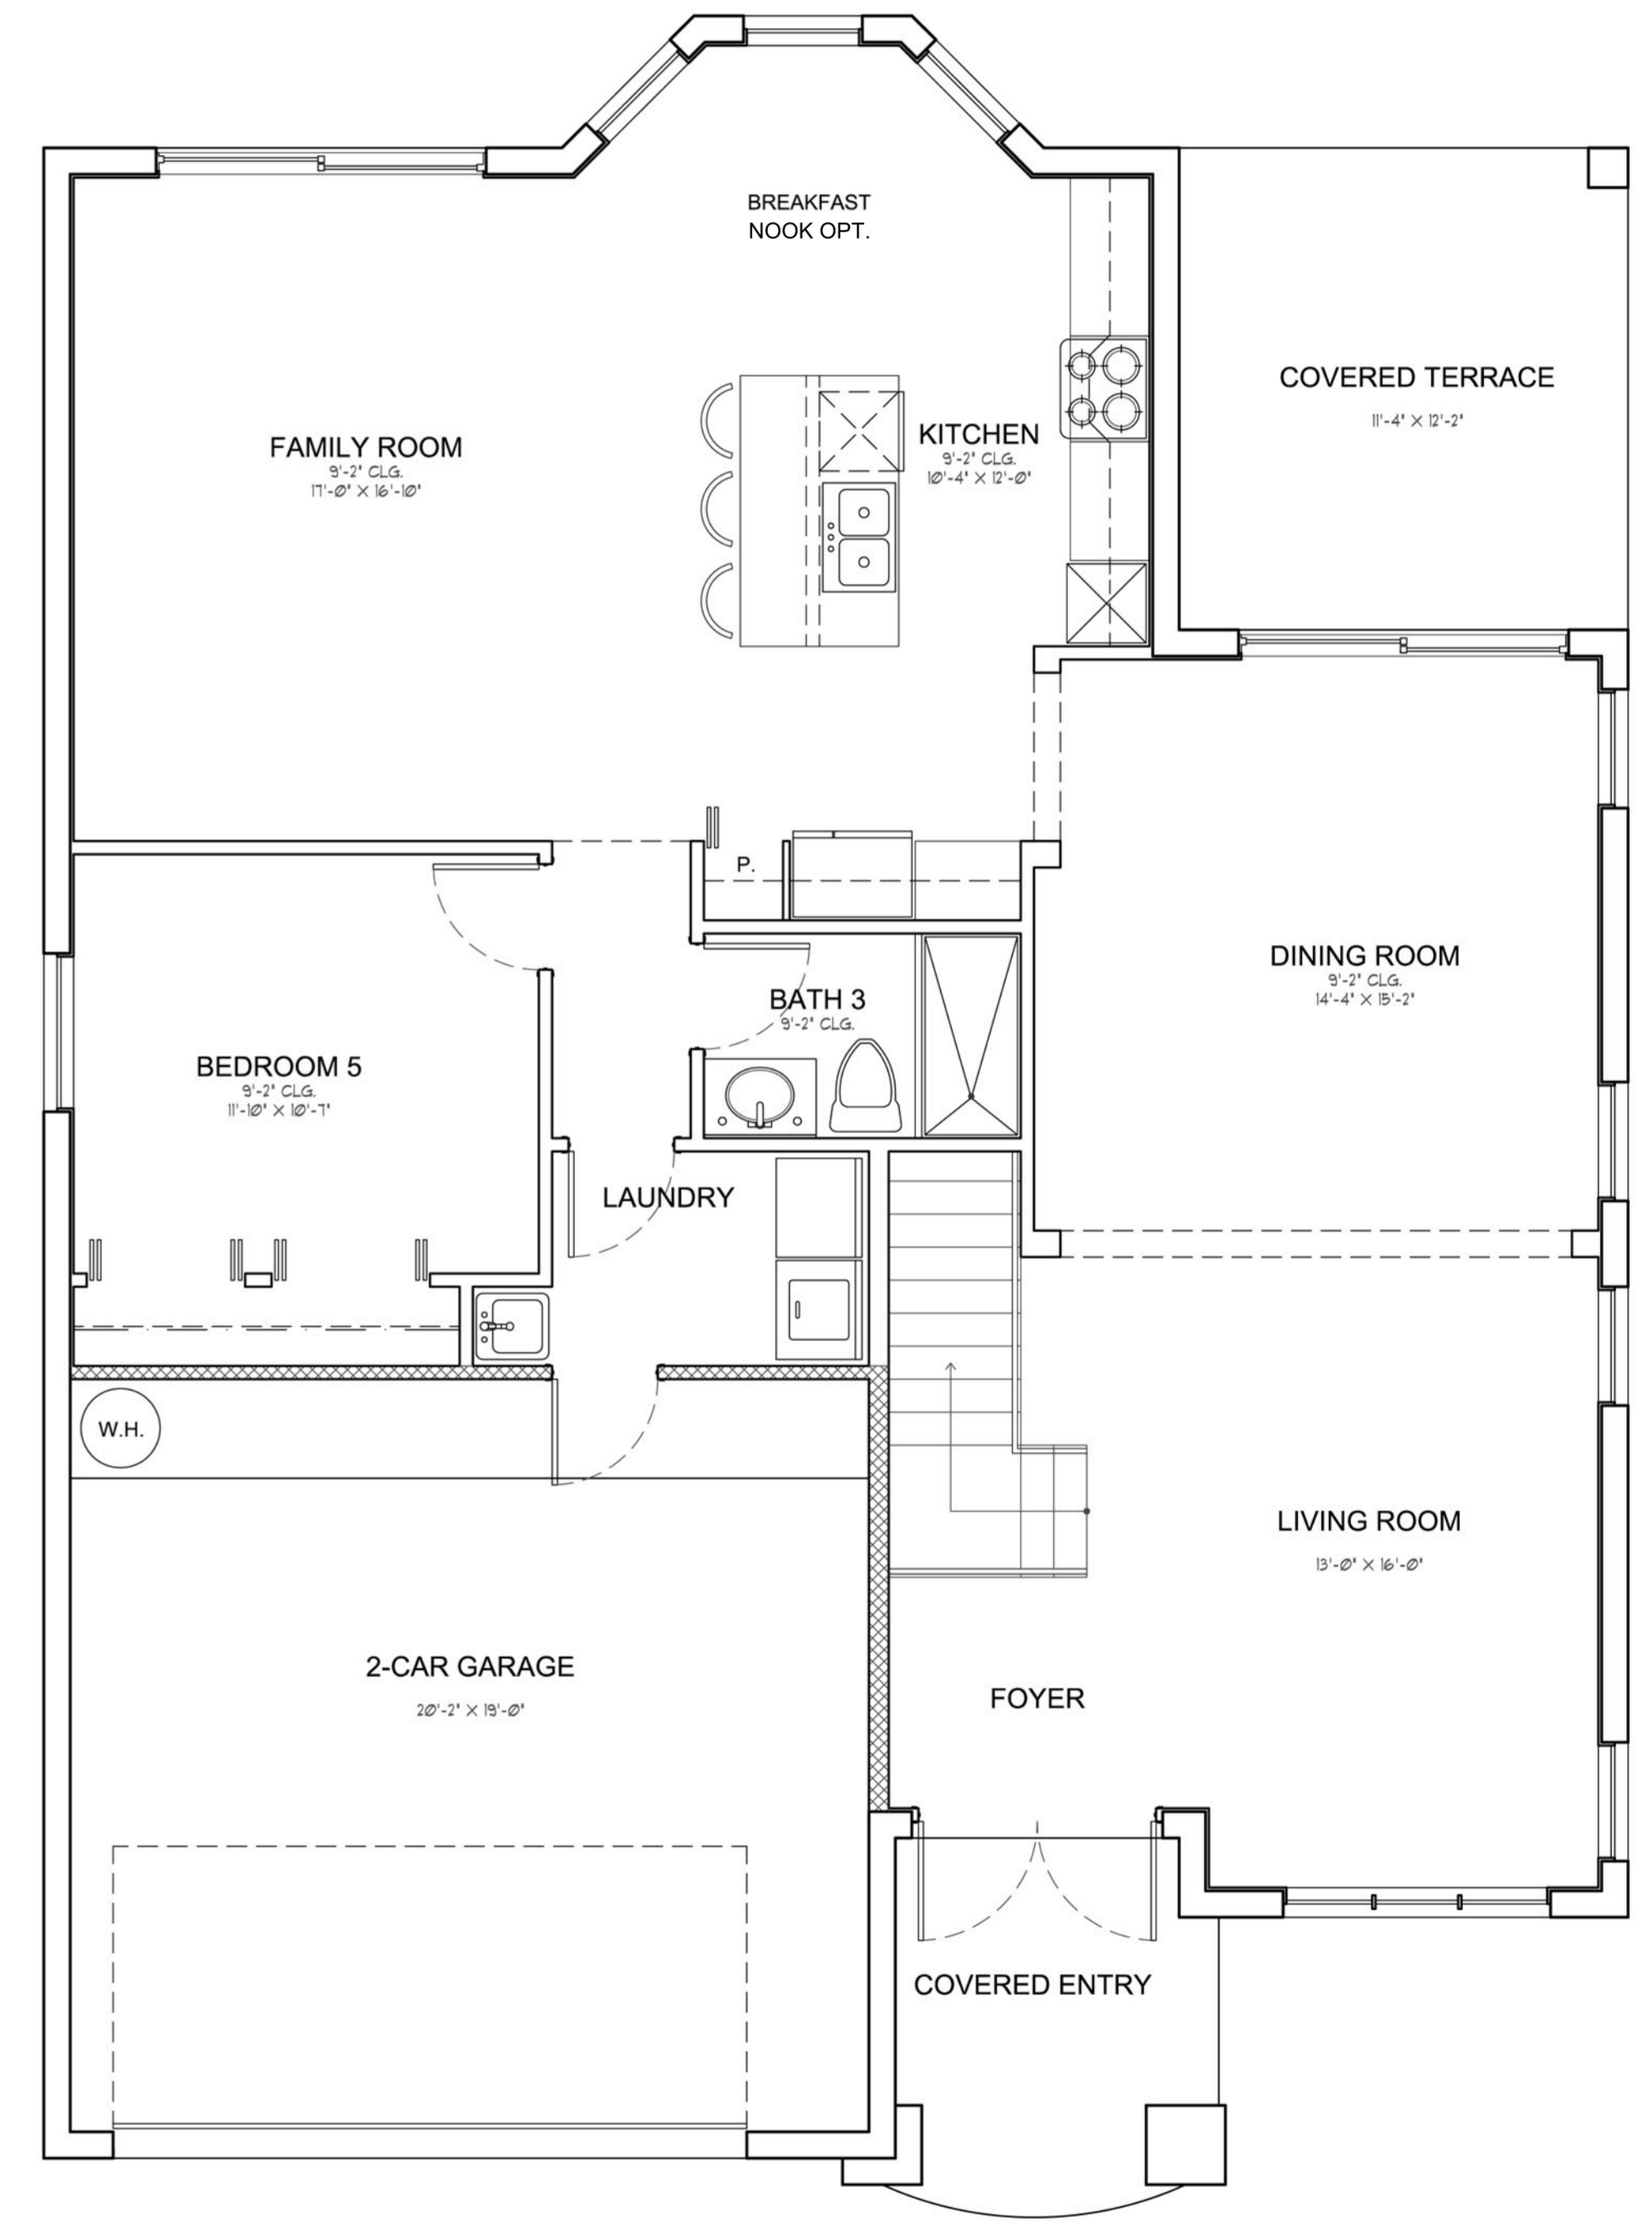 BREAKFAST
NOOK OPT.
COVERED TERRACE
11'-4" X 12'-2"
FAMILY ROOM
9'-2" CLG.
17'-0" X 16'-10"
KITCHEN
9'-2" CLG.
10'-4" X 12'-0"
P.
DINING ROOM
9'-2" CLG.
14'-4" X 15'-2"
BATH 3
9'-2" CLG.
BEDROOM 5
9'-2" CLG.
11'-10" X 10'-7"
LAUNDRY
W.H.
LIVING ROOM
13'-0" X 16'-0"
2-CAR GARAGE
20'-2" X 19'-0"
FOYER
COVERED ENTRY